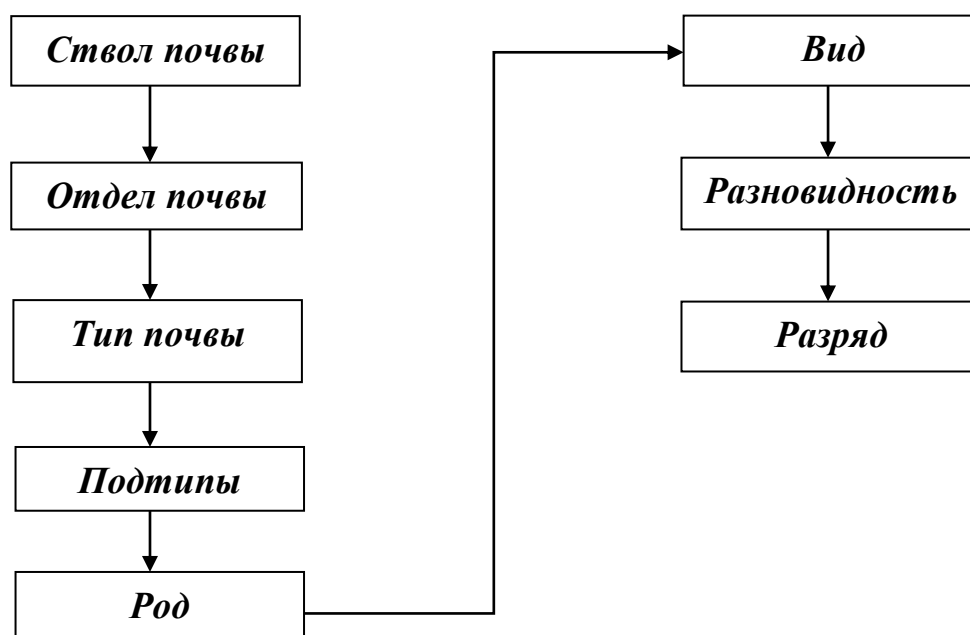 Ствол почвы
Отдел почвы
Тип почвы
Подтипы
Род
Вид
Разновидность
Разряд